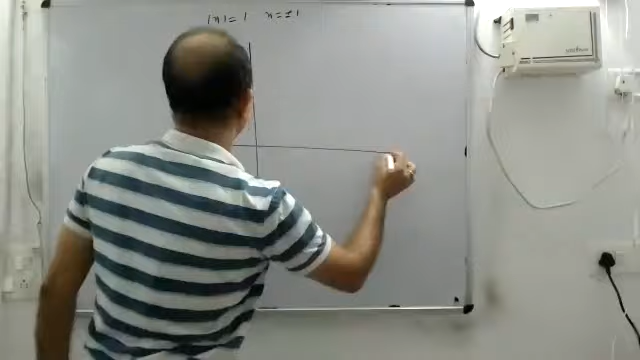 |x| = 1 x = ±1